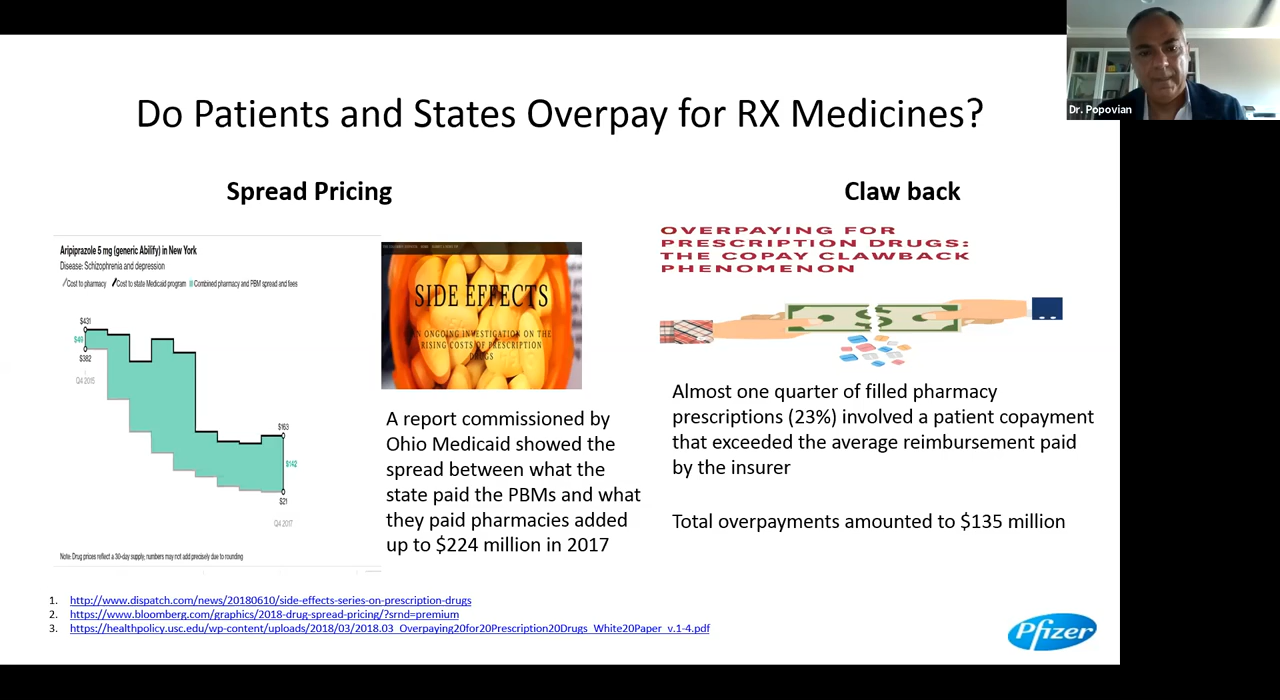 Dr. Popovian
Do Patients and States Overpay for RX Medicines?
Spread Pricing
Claw back
Aripiprazole 5 mg (generic Abilify) in New York
Disease: Schizophrenia and depression
Cost to pharmacy Cost to state Medicaid program Combined pharmacy and PBM spread and fees
$431
$49
$382
Q4 2015
$163
$142
$21
Q4 2017
Note: Drug prices reflect a 30-day supply; numbers may not add precisely due to rounding
SIDE EFFECTS
AN ONGOING INVESTIGATION ON THE
RISING COSTS OF PRESCRIPTION
DRUGS
A report commissioned by
Ohio Medicaid showed the
spread between what the
state paid the PBMs and what
they paid pharmacies added
up to $224 million in 2017
OVERPAYING FOR
PRESCRIPTION DRUGS:
THE COPAY CLAWBACK
PHENOMENON
Almost one quarter of filled pharmacy
prescriptions (23%) involved a patient copayment
that exceeded the average reimbursement paid
by the insurer
Total overpayments amounted to $135 million
1. http://www.dispatch.com/news/20180610/side-effects-series-on-prescription-drugs
2. https://www.bloomberg.com/graphics/2018-drug-spread-pricing/?srnd=premium
3. https://healthpolicy.usc.edu/wp-content/uploads/2018/03/2018.03_Overpaying20for20Prescription20Drugs_White20Paper_v.1-4.pdf
Pfizer